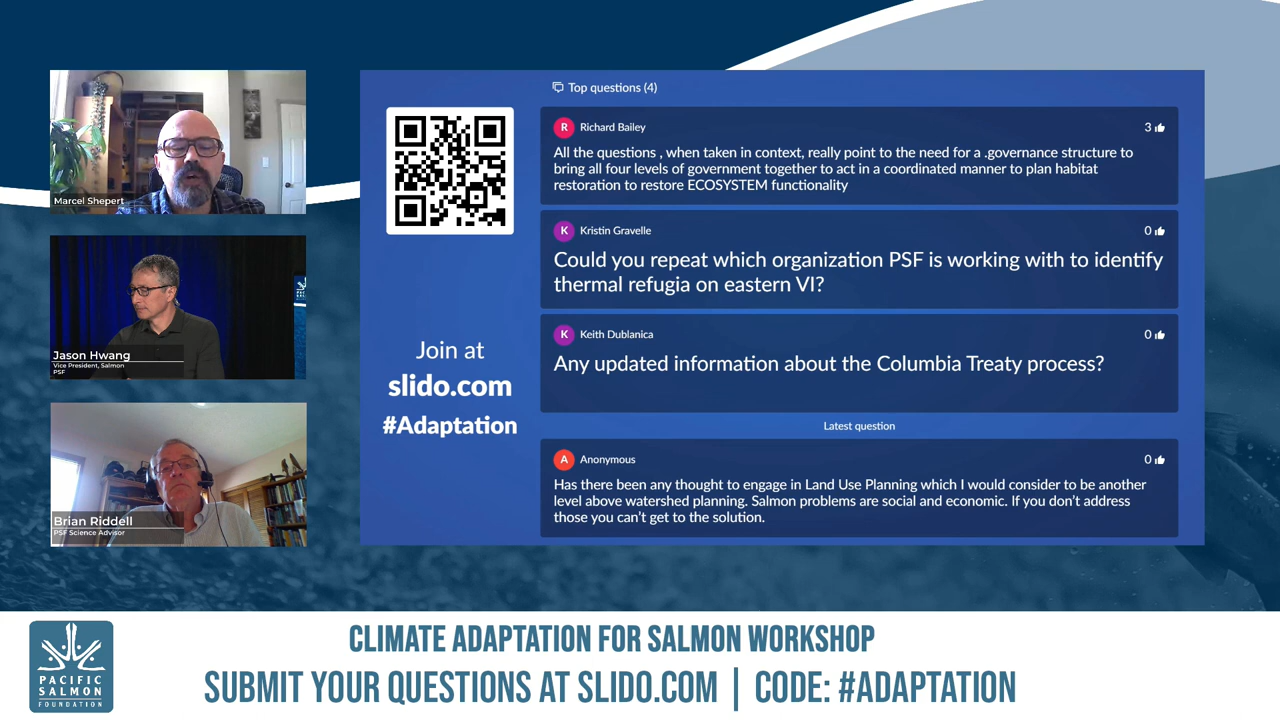 Marcel Shepert
Jason Hwang
Vice President, Salmon
PSF
Brian Riddell
PSF Science Advisor
Join at
slido.com
#Adaptation
Top questions (4)
R Richard Bailey 3
All the questions , when taken in context, really point to the need for a .governance structure to
bring all four levels of government together to act in a coordinated manner to plan habitat
restoration to restore ECOSYSTEM functionality
K Kristin Gravelle 0
Could you repeat which organization PSF is working with to identify
thermal refugia on eastern VI?
K Keith Dublanica 0
Any updated information about the Columbia Treaty process?
Latest question
A Anonymous 0
Has there been any thought to engage in Land Use Planning which I would consider to be another
level above watershed planning. Salmon problems are social and economic. If you don't address
those you can't get to the solution.
PACIFIC
SALMON
FOUNDATION
CLIMATE ADAPTATION FOR SALMON WORKSHOP
SUBMIT YOUR QUESTIONS AT SLIDO.COM | CODE: #ADAPTATION